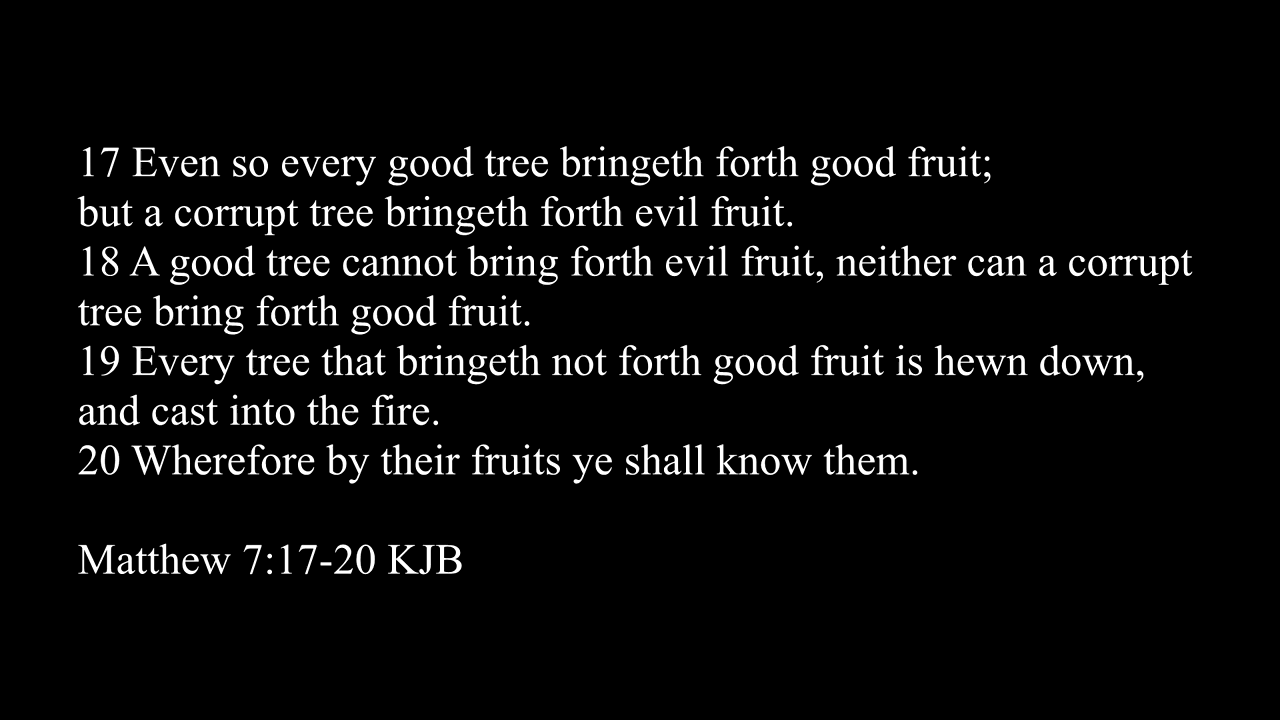 17 Even so every good tree bringeth forth good fruit;
but a corrupt tree bringeth forth evil fruit.
18 A good tree cannot bring forth evil fruit, neither can a corrupt
tree bring forth good fruit.
19 Every tree that bringeth not forth good fruit is hewn down,
and cast into the fire.
20 Wherefore by their fruits ye shall know them.
Matthew 7:17-20 KJB